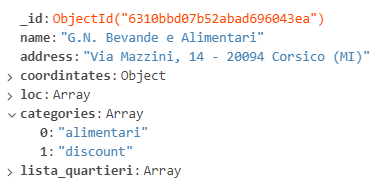 _id: ObjectId("6310bbd07b52abad696043ea")
name: "G.N. Bevande e Alimentari"
address: "Via Mazzini, 14 - 20094 Corsico (MI)"
> coordintates: Object
> loc: Array
categories: Array
0: "alimentari"
1: "discount"
> lista_quartieri: Array